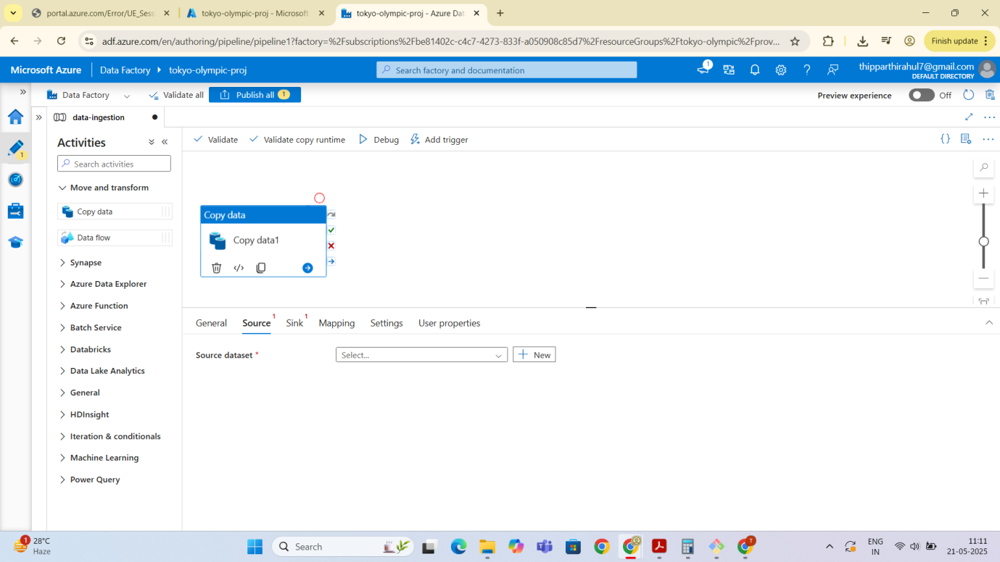 portal.azure.com/Error/UE_Sess
tokyo-olympic-proj - Microsoft
tokyo-olympic-proj - Azure Dat
adf.azure.com/en/authoring/pipeline/pipeline1?factory=%2Fsubscriptions%2Fbe81402c-c4c7-4273-833f-a050908c85d7%2FresourceGroups%2Ftokyo-olympic%2Fprov...
Finish update
Microsoft Azure
Data Factory
tokyo-olympic-proj
Search factory and documentation
1
thipparthirahul7@gmail.com
DEFAULT DIRECTORY
Data Factory
Validate all
Publish all 1
Preview experience
Off
data-ingestion
1
Activities
Search activities
Move and transform
Copy data
Data flow
Synapse
Azure Data Explorer
Azure Function
Batch Service
Databricks
Data Lake Analytics
General
HDInsight
Iteration & conditionals
Machine Learning
Power Query
Validate
Validate copy runtime
Debug
Add trigger
Copy data
Copy data1
General
Source 1
Sink 1
Mapping
Settings
User properties
Source dataset *
Select...
New
1
28°C
Haze
Search
T
ENG
IN
11:11
21-05-2025